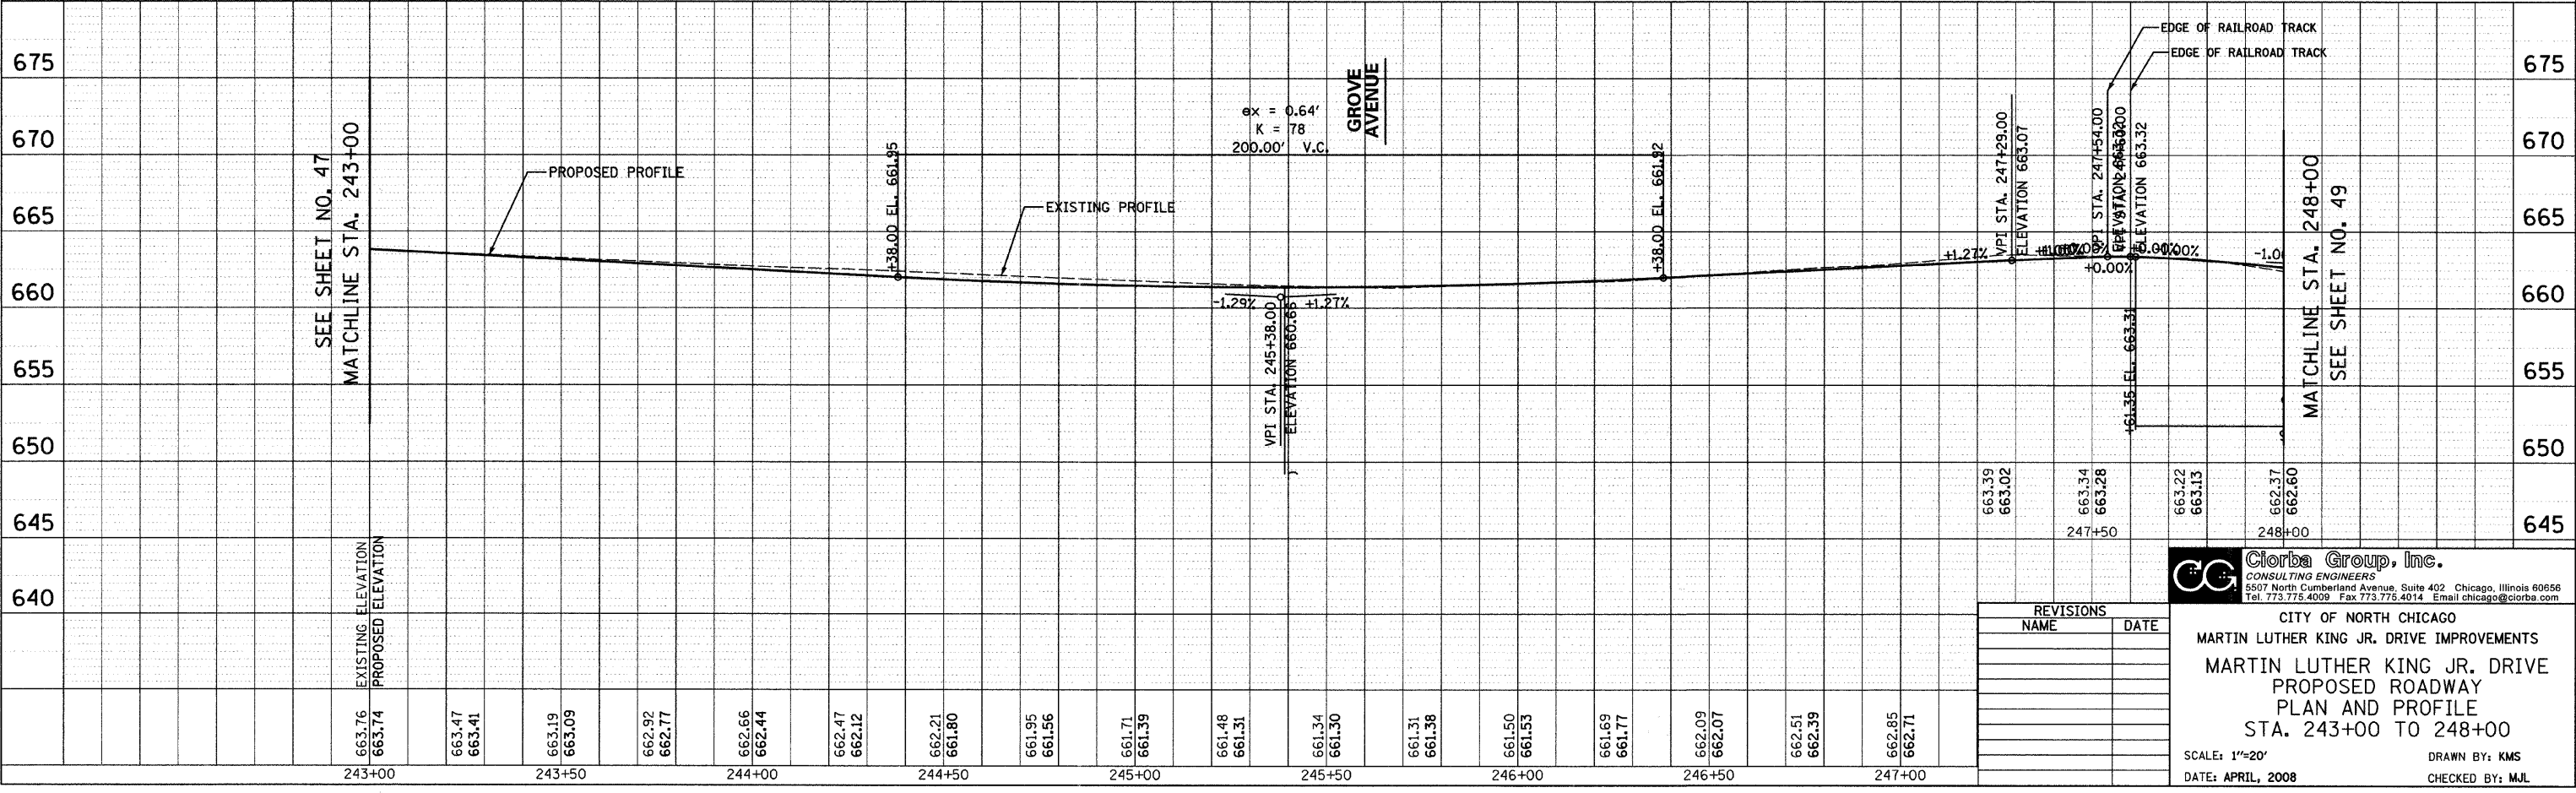 EDGE OF RAILROAD TRACK
EDGE OF RAILROAD TRACK
675
675
670
670
665
665
660
660
655
655
650
650
645
645
640
SEE SHEET NO. 47
MATCHLINE STA. 243+00
PROPOSED PROFILE
EXISTING PROFILE
+38.00 EL. 661.95
ex = 0.64'
K = 78
200.00' V.C.
GROVE
AVENUE
-1.29%
+1.27%
VPI STA. 245+38.00
ELEVATION 660.66
+38.00 EL. 661.92
+1.27%
VPI STA. 247+29.00
ELEVATION 663.07
VPI STA. 247+54.00
ELEVATION 663.32
+0.00%
+0.00%
-1.00%
+61.35 EL. 663.31
MATCHLINE STA. 248+00
SEE SHEET NO. 49
663.39
663.02
663.34
663.28
663.22
663.13
662.37
662.60
247+50
248+00
EXISTING ELEVATION
PROPOSED ELEVATION
663.76
663.74
663.47
663.41
663.19
663.09
662.92
662.77
662.66
662.44
662.47
662.12
662.21
661.80
661.95
661.56
661.71
661.39
661.48
661.31
661.34
661.30
661.31
661.38
661.50
661.53
661.69
661.77
662.09
662.07
662.51
662.39
662.85
662.71
243+00
243+50
244+00
244+50
245+00
245+50
246+00
246+50
247+00
REVISIONS
NAME DATE
CG
Ciorba Group, Inc.
CONSULTING ENGINEERS
5507 North Cumberland Avenue, Suite 402 Chicago, Illinois 60656
Tel. 773.775.4009 Fax 773.775.4014 Email chicago@ciorba.com
CITY OF NORTH CHICAGO
MARTIN LUTHER KING JR. DRIVE IMPROVEMENTS
MARTIN LUTHER KING JR. DRIVE
PROPOSED ROADWAY
PLAN AND PROFILE
STA. 243+00 TO 248+00
SCALE: 1"=20'
DRAWN BY: KMS
DATE: APRIL, 2008
CHECKED BY: MJL